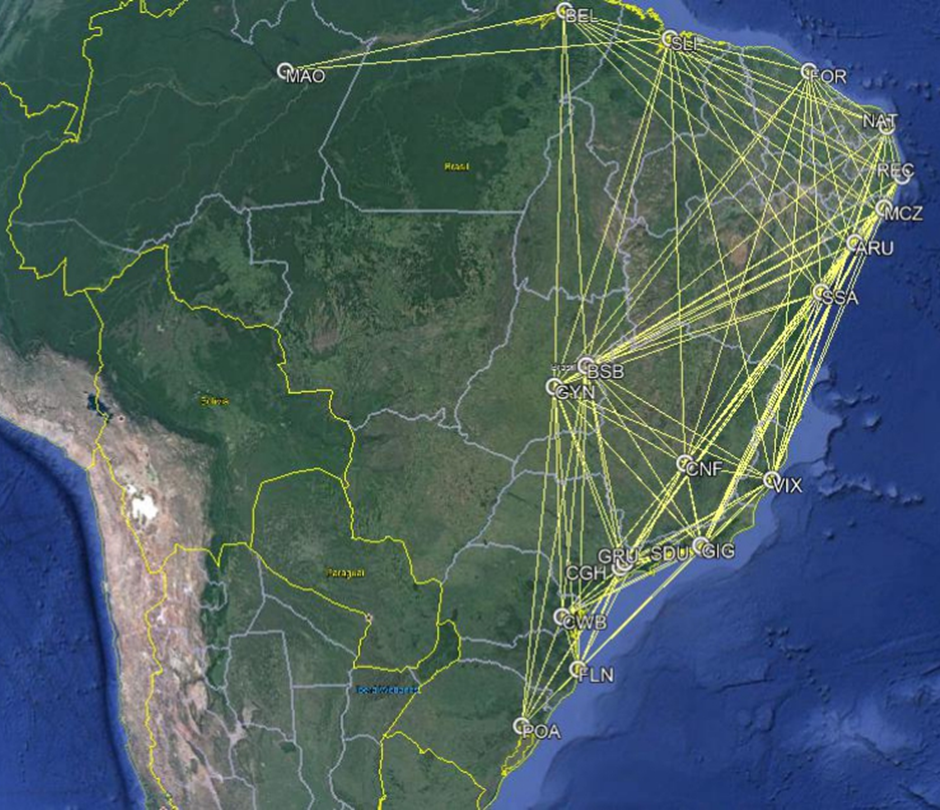 BEL
SLI
MAO
FOR
NAT
Brasil
REC
MCZ
ARU
SSA
BSB
GYN
Bolivia
CNF
VIX
GRU SDU GIG
CGH
Paraguai
CWB
FLN
POA